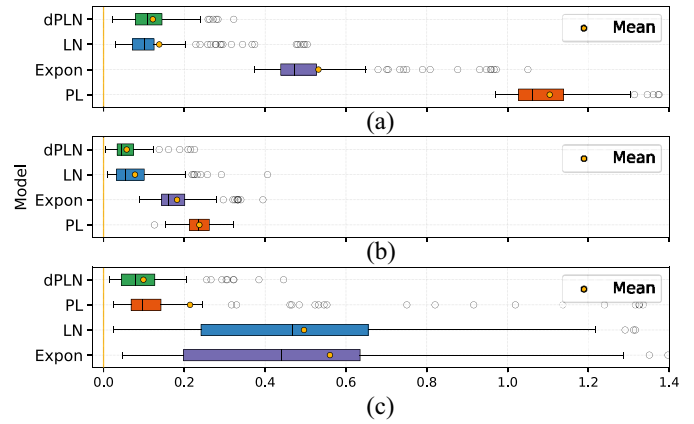 dPLN
LN
Expon
PL
Mean
(a)
dPLN
LN
Expon
PL
Mean
(b)
Model
dPLN
PL
LN
Expon
Mean
0.0 0.2 0.4 0.6 0.8 1.0 1.2 1.4
(c)